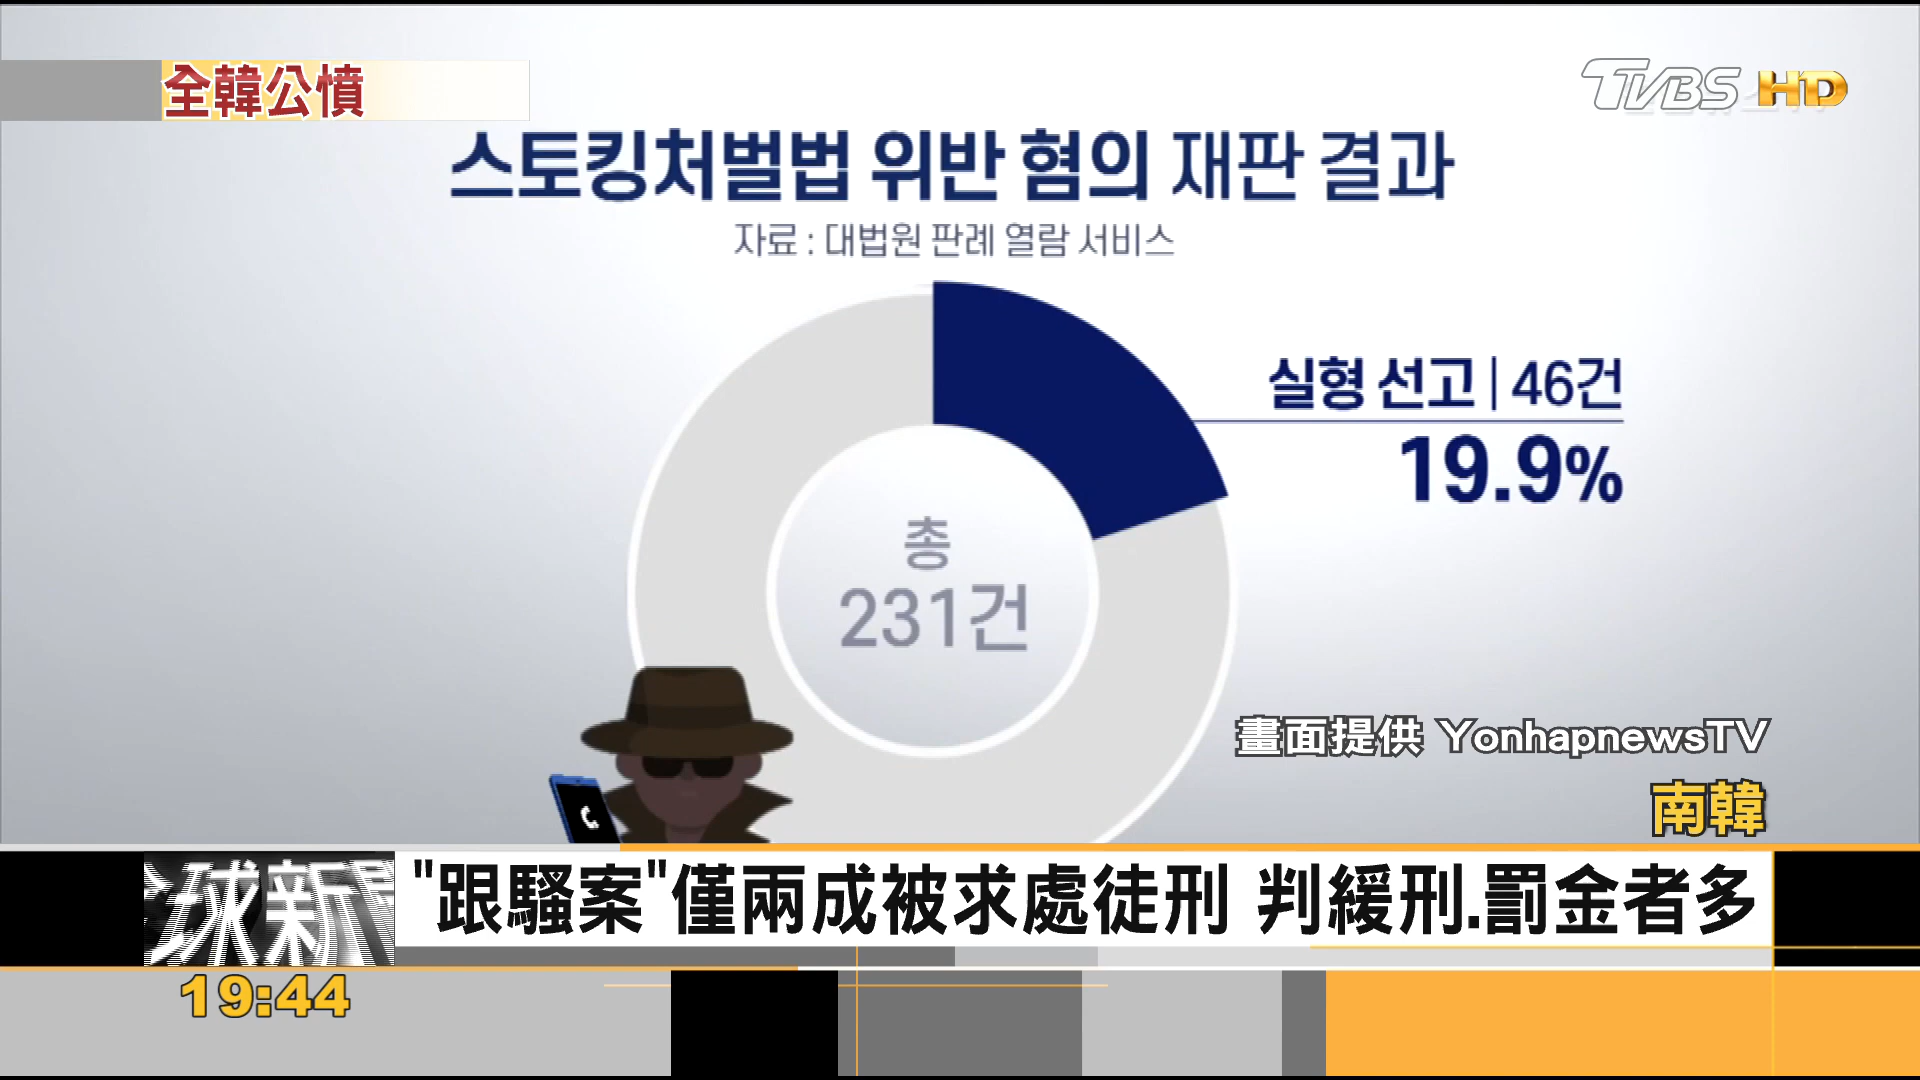 全韓公憤
TVBS HD
스토킹처벌법 위반 혐의 재판 결과
자료 : 대법원 판례 열람 서비스
실형 선고 | 46건
19.9%
총
231건
畫面提供 YonhapnewsTV
南韓
球新
"跟騷案"僅兩成被求處徒刑 判緩刑.罰金者多
19:44